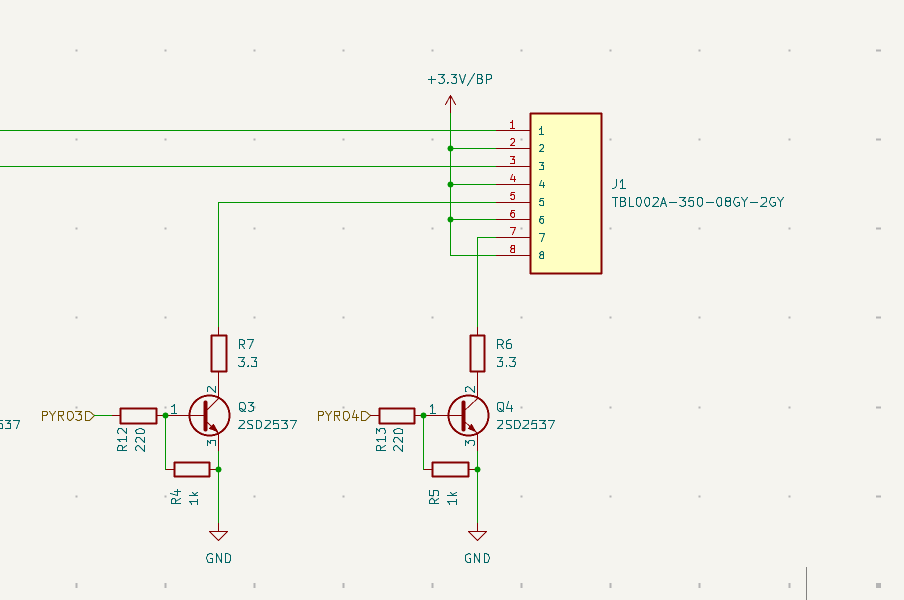 +3.3V/BP
1 1
2 2
3 3
4 4
5 5
6 6
7 7
8 8
J1
TBL002A-350-08GY-2GY
R7
3.3
R6
3.3
2
2
537
PYRO3
R12
220
1
Q3
2SD2537
3
R4
1k
GND
PYRO4
R13
220
1
Q4
2SD2537
3
R5
1k
GND